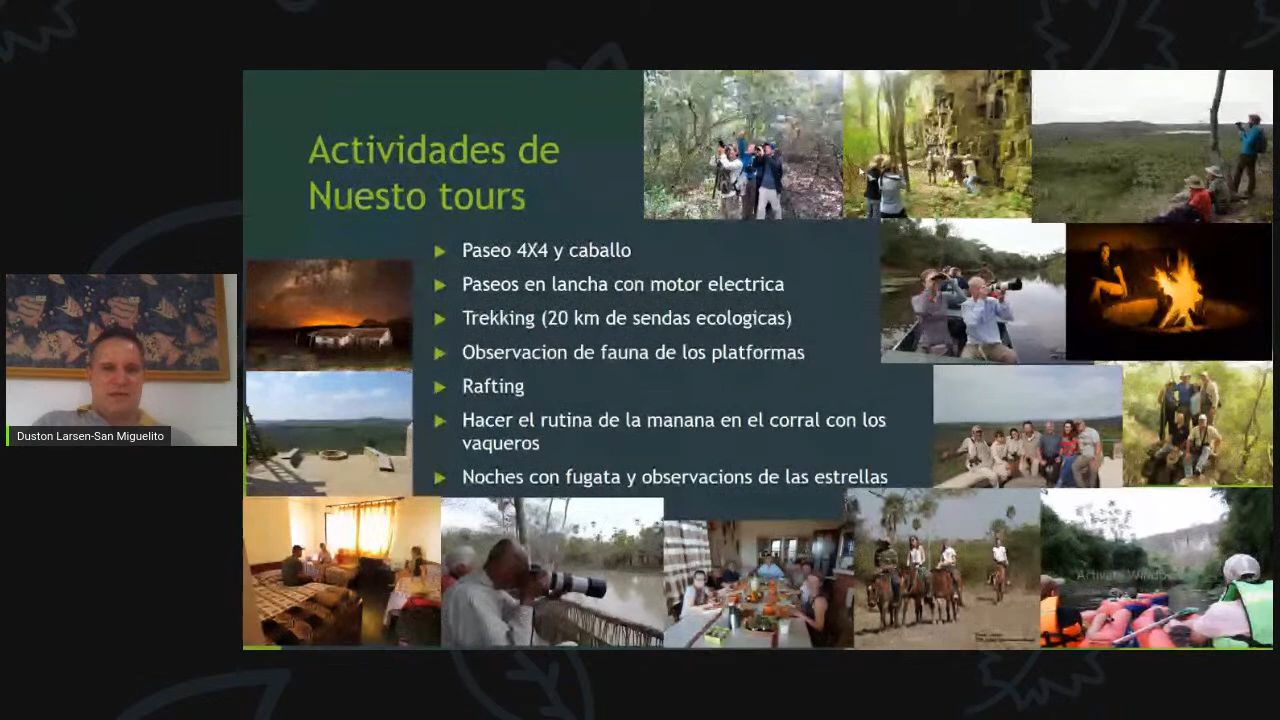 Actividades de
Nuesto tours
Paseo 4X4 y caballo
Paseos en lancha con motor electrica
Trekking (20 km de sendas ecologicas)
Observacion de fauna de los platformas
Rafting
Hacer el rutina de la manana en el corral con los
vaqueros
Noches con fugata y observacions de las estrellas
Duston Larsen-San Miguelito
Activate Windows